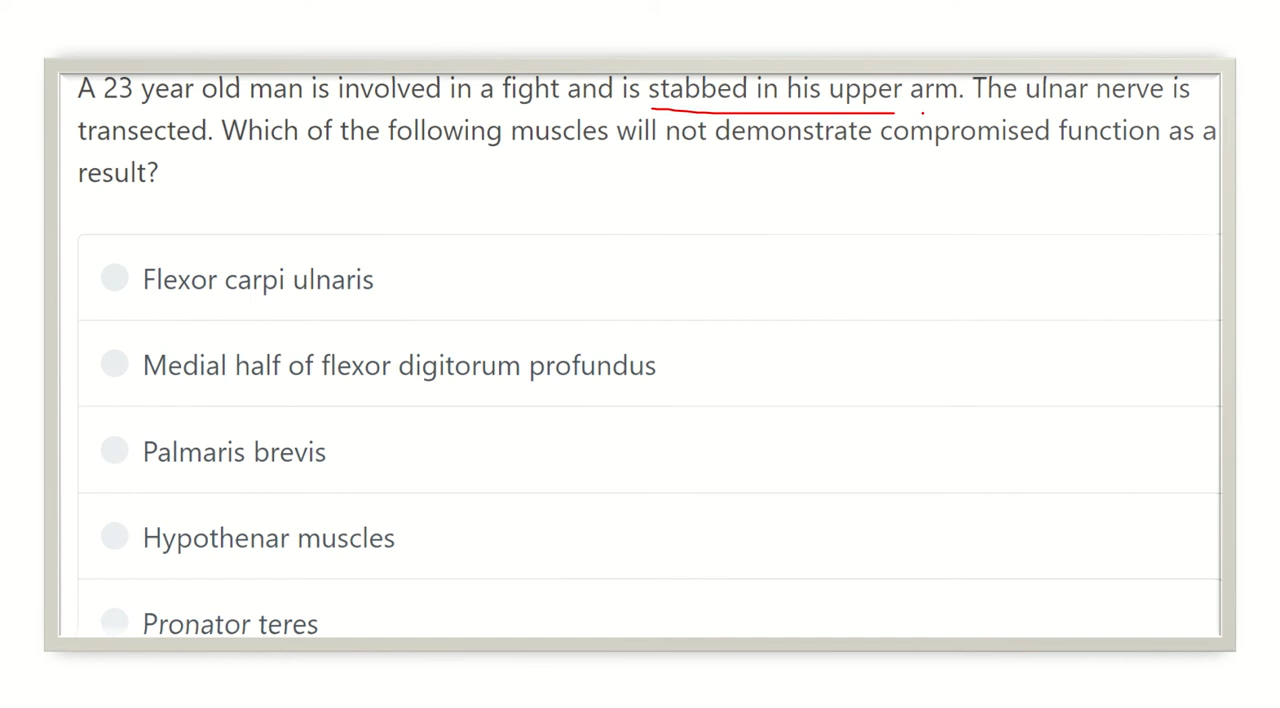 A 23 year old man is involved in a fight and is stabbed in his upper arm. The ulnar nerve is
transected. Which of the following muscles will not demonstrate compromised function as a
result?
Flexor carpi ulnaris
Medial half of flexor digitorum profundus
Palmaris brevis
Hypothenar muscles
Pronator teres